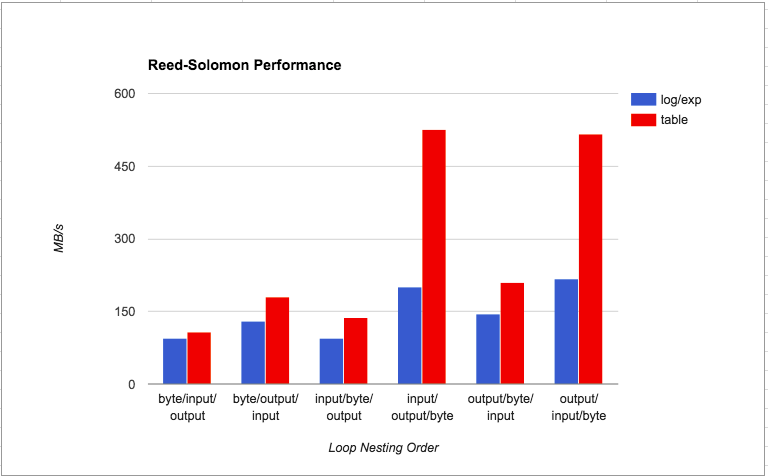 Reed-Solomon Performance
600
450
300
150
0
MB/s
log/exp
table
byte/input/
output
byte/output/
input
input/byte/
output
input/
output/byte
output/byte/
input
output/
input/byte
Loop Nesting Order